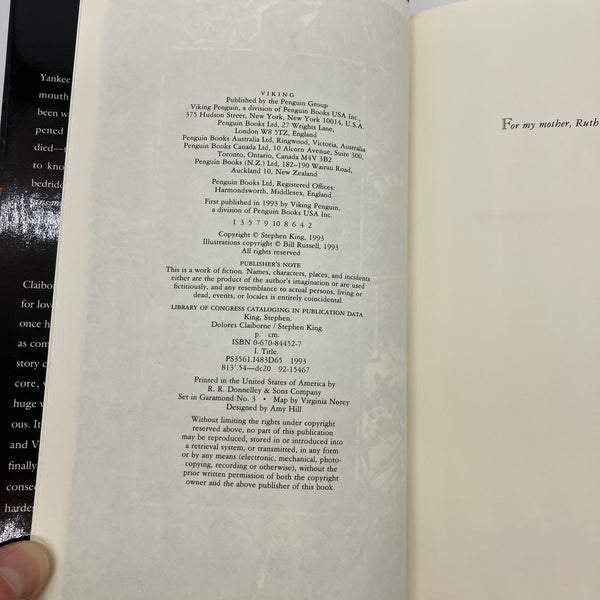 Yankee
mouth
been w
pened
died—
to kno
bedrid
Claibo
for lov
once h
as com
story c
core,
huge w
ous. It
and V
finally
conse
hardes
VIKING
Published by the Penguin Group
Viking Penguin, a division of Penguin Books USA Inc.,
375 Hudson Street, New York, New York 10014, U.S.A.
Penguin Books Ltd, 27 Wrights Lane,
London W8 5TZ, England
Penguin Books Australia Ltd, Ringwood, Victoria, Australia
Penguin Books Canada Ltd, 10 Alcorn Avenue, Suite 300,
Toronto, Ontario, Canada M4V 3B2
Penguin Books (N.Z.) Ltd, 182–190 Wairau Road,
Auckland 10, New Zealand
Penguin Books Ltd, Registered Offices:
Harmondsworth, Middlesex, England
First published in 1993 by Viking Penguin,
a division of Penguin Books USA Inc.
1 3 5 7 9 10 8 6 4 2
Copyright © Stephen King, 1993
Illustrations copyright © Bill Russell, 1993
All rights reserved
PUBLISHER'S NOTE
This is a work of fiction. Names, characters, places, and incidents
either are the product of the author's imagination or are used
fictitiously, and any resemblance to actual persons, living or
dead, events, or locales is entirely coincidental.
LIBRARY OF CONGRESS CATALOGING IN PUBLICATION DATA
King, Stephen.
Dolores Claiborne / Stephen King.
p. cm.
ISBN 0-670-84452-7
I. Title.
PS3561.I483D65 1993
813'.54—dc20 92-15467
Printed in the United States of America by
R. R. Donnelley & Sons Company
Set in Garamond No. 3 • Map by Virginia Norey
Designed by Amy Hill
Without limiting the rights under copyright
reserved above, no part of this publication
may be reproduced, stored in or introduced into
a retrieval system, or transmitted, in any form
or by any means (electronic, mechanical, photo-
copying, recording or otherwise), without the
prior written permission of both the copyright
owner and the above publisher of this book.
For my mother, Ruth